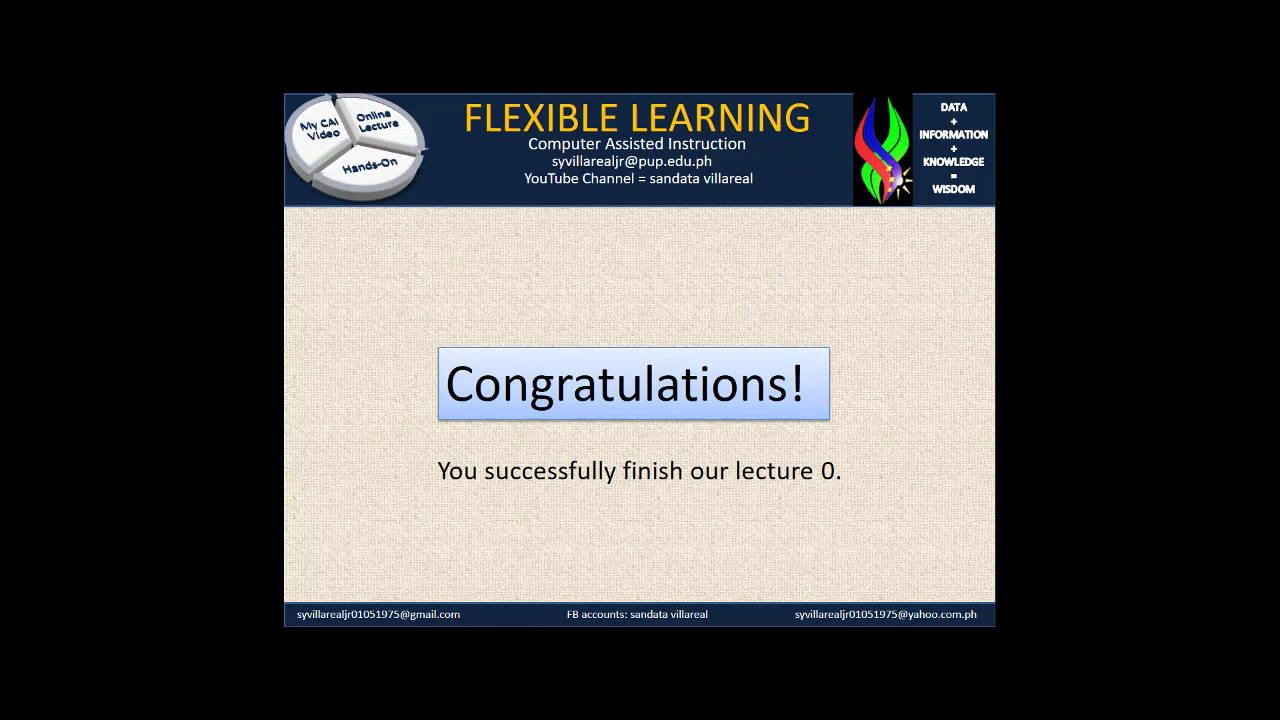 My CAI
Video
Online
Lecture
Hands-On
FLEXIBLE LEARNING
Computer Assisted Instruction
syvillarealjr@pup.edu.ph
YouTube Channel = sandata villareal
DATA
+
INFORMATION
+
KNOWLEDGE
=
WISDOM
Congratulations!
You successfully finish our lecture 0.
syvillarealjr01051975@gmail.com
FB accounts: sandata villareal
syvillarealjr01051975@yahoo.com.ph